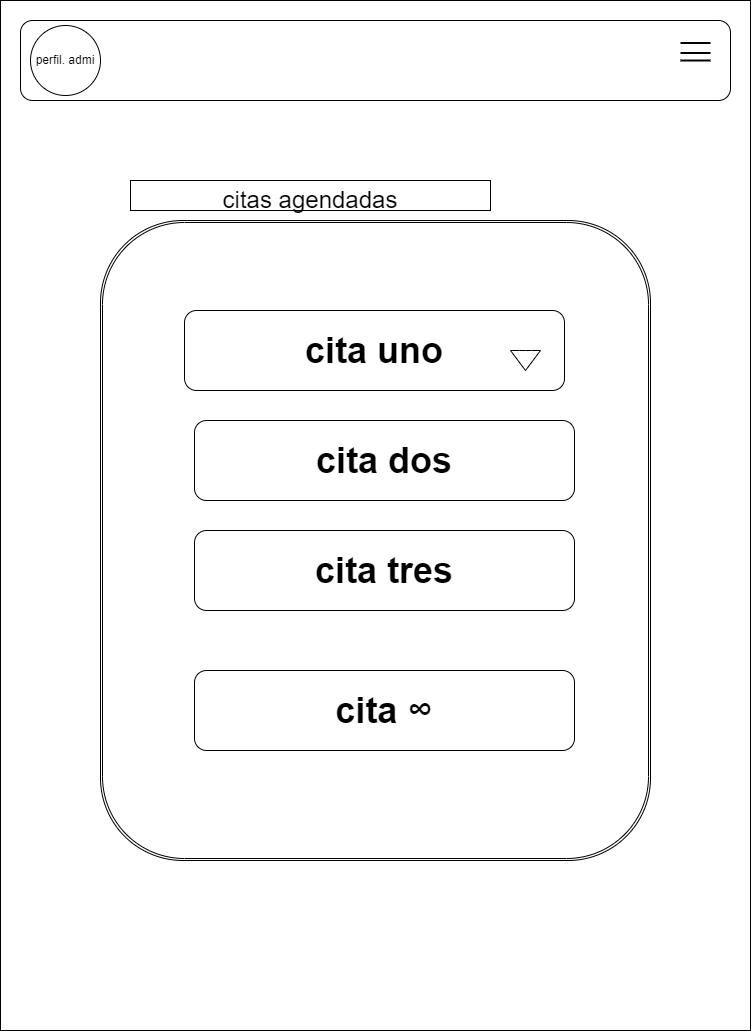 perfil. admi
citas agendadas
cita uno
cita dos
cita tres
cita ∞